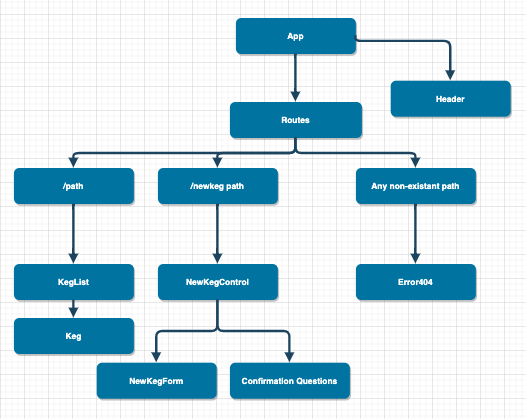 App
Header
Routes
/path
/newkeg path
Any non-existant path
KegList
NewKegControl
Error404
Keg
NewKegForm
Confirmation Questions